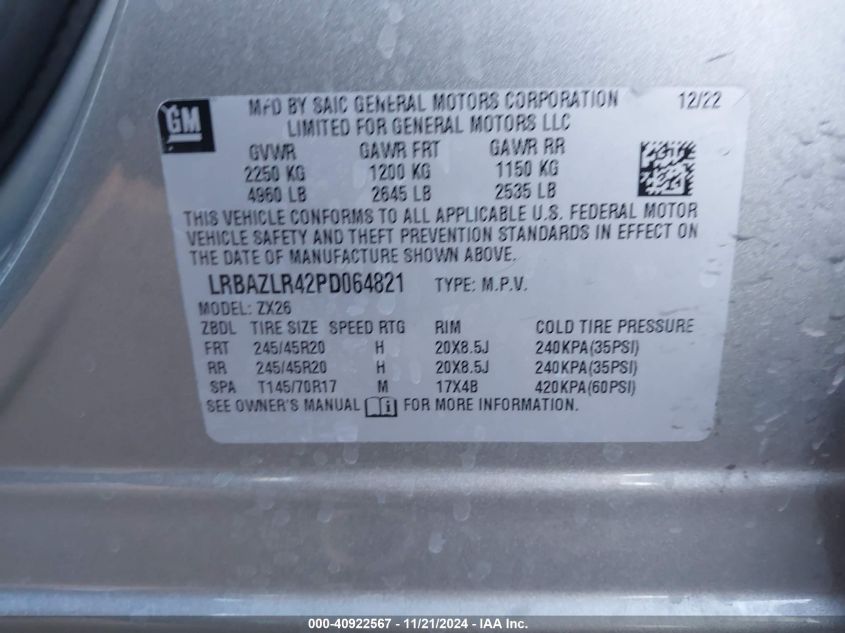 GM
MFD BY SAIC GENERAL MOTORS CORPORATION 12/22
LIMITED FOR GENERAL MOTORS LLC
GVWR GAWR FRT GAWR RR
2250 KG 1200 KG 1150 KG
4960 LB 2645 LB 2535 LB
THIS VEHICLE CONFORMS TO ALL APPLICABLE U.S. FEDERAL MOTOR
VEHICLE SAFETY AND THEFT PREVENTION STANDARDS IN EFFECT ON
THE DATE OF MANUFACTURE SHOWN ABOVE.
LRBAZLR42PD064821 TYPE: M.P.V.
MODEL: ZX26
ZBDL TIRE SIZE SPEED RTG RIM COLD TIRE PRESSURE
FRT 245/45R20 H 20X8.5J 240KPA(35PSI)
RR 245/45R20 H 20X8.5J 240KPA(35PSI)
SPA T145/70R17 M 17X4B 420KPA(60PSI)
SEE OWNER'S MANUAL FOR MORE INFORMATION.
000-40922567 - 11/21/2024 - IAA Inc.